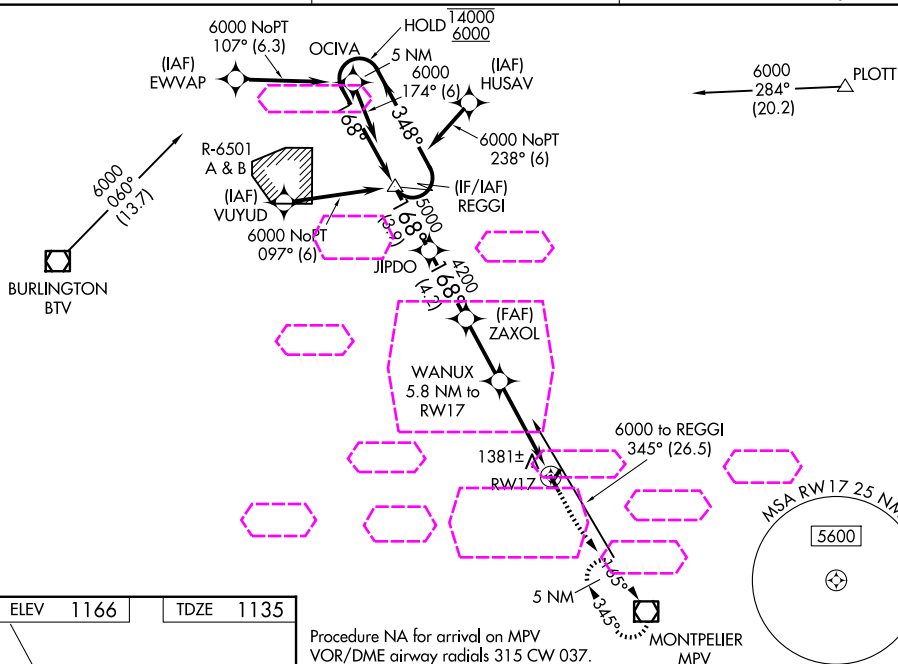 6000 NoPT
107° (6.3)
(IAF)
EWVAP
OCIVA
HOLD 14000
6000
5 NM
6000
174° (6)
(IAF)
HUSAV
6000
284°
(20.2)
PLOTT
168°
348°
6000 NoPT
238° (6)
R-6501
A & B
(IAF)
VUYUD
6000
060°
(13.7)
(IF/IAF)
REGGI
6000 NoPT
097° (6)
5000
168°
(3.9)
JIPDO
BURLINGTON
BTV
4200
168°
(4.2)
(FAF)
ZAXOL
WANUX
5.8 NM to
RW17
6000 to REGGI
345° (26.5)
1381±
RW17
MSA RW17 25 NM
5600
165°
5 NM
345°
MONTPELIER
MPV
ELEV 1166
TDZE 1135
Procedure NA for arrival on MPV
VOR/DME airway radials 315 CW 037.